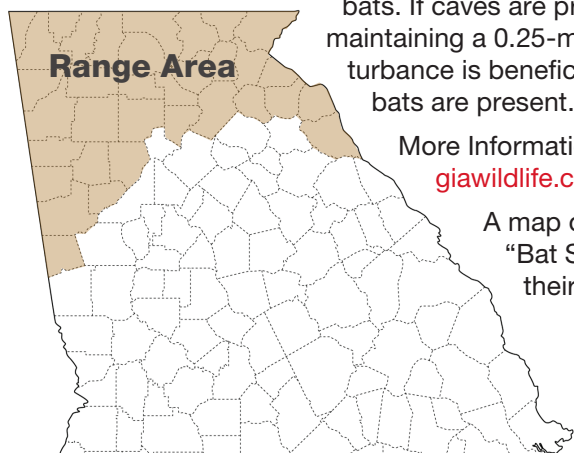 bats. If caves are
maintaining a 0.25-m
turbance is benefic
bats are present.
Range Area
More Informati
giawildlife.c
A map
“Bat S
their